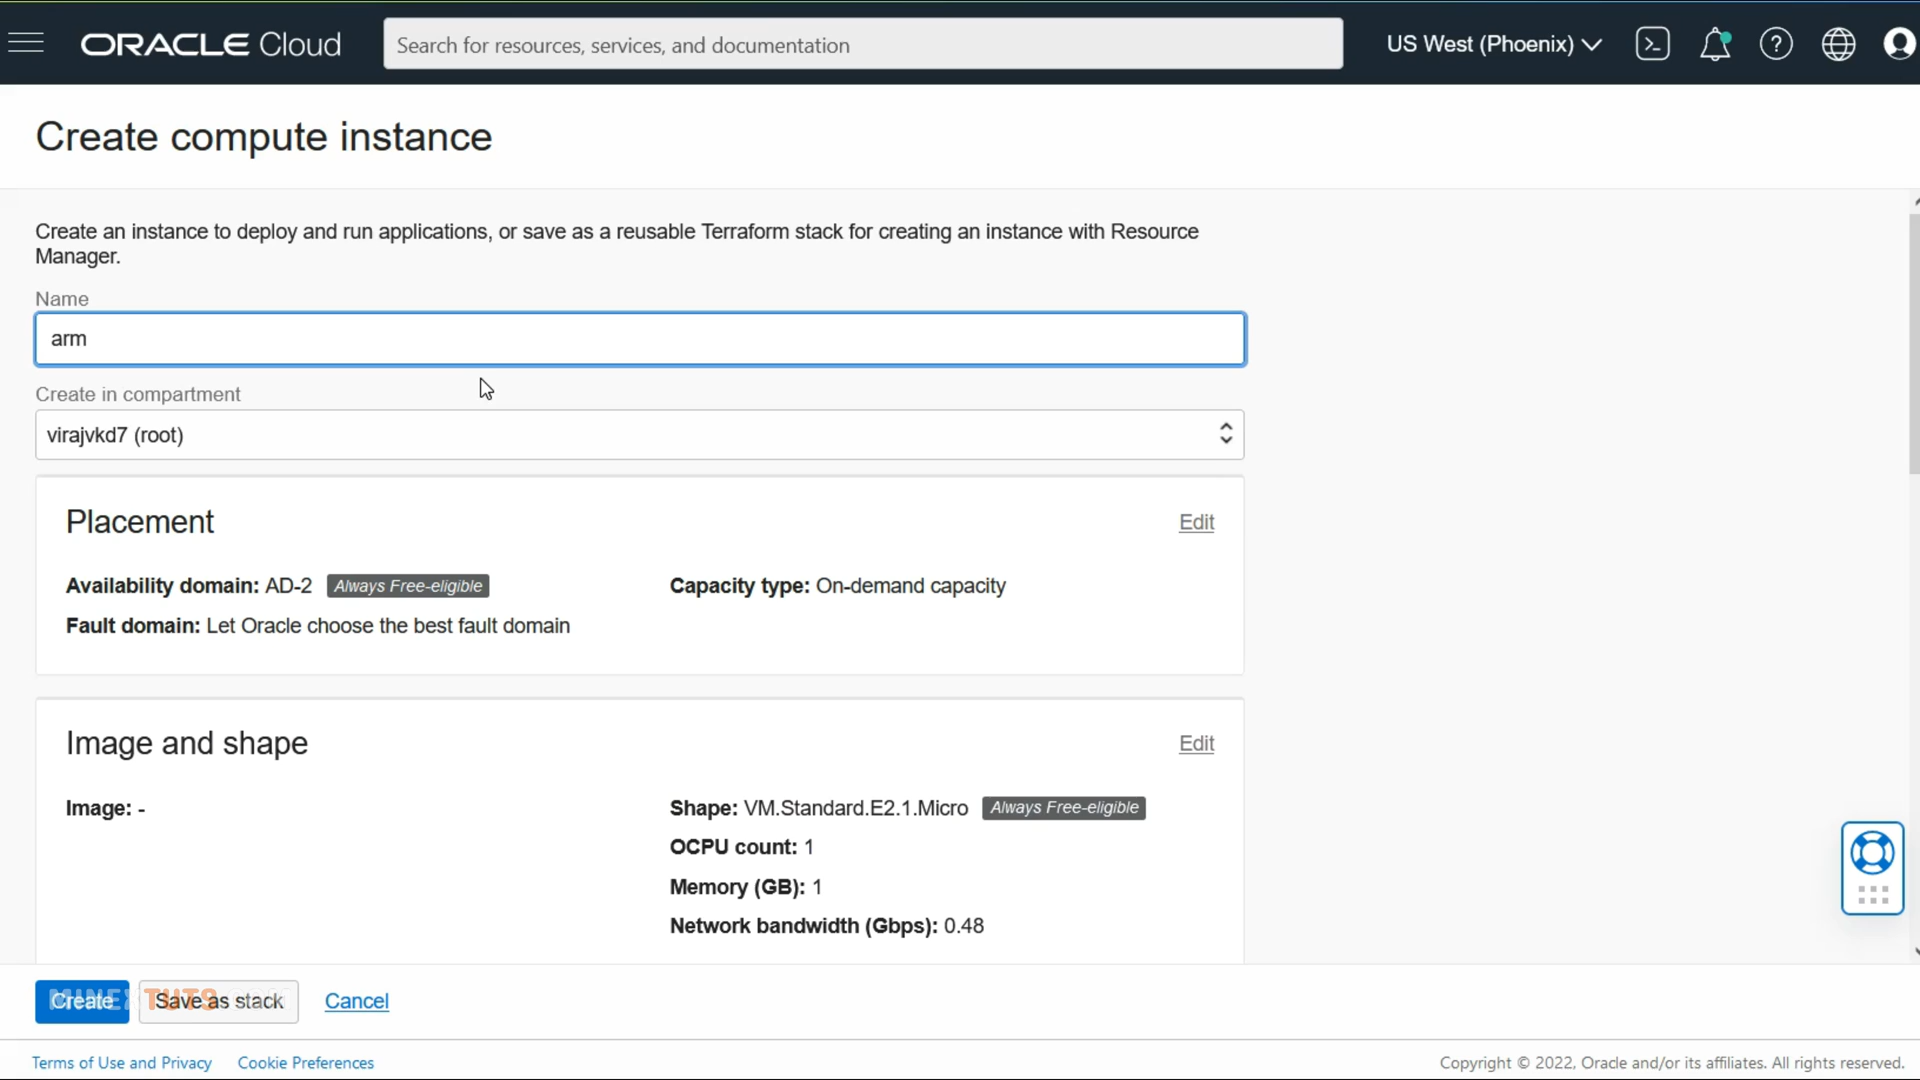 ORACLE Cloud
Search for resources, services, and documentation
US West (Phoenix)
Create compute instance
Create an instance to deploy and run applications, or save as a reusable Terraform stack for creating an instance with Resource
Manager.
Name
arm
Create in compartment
virajvkd7 (root)
Placement
Edit
Availability domain: AD-2 Always Free-eligible
Capacity type: On-demand capacity
Fault domain: Let Oracle choose the best fault domain
Image and shape
Edit
Image: -
Shape: VM.Standard.E2.1.Micro Always Free-eligible
OCPU count: 1
Memory (GB): 1
Network bandwidth (Gbps): 0.48
Create
Save as stack
Cancel
Terms of Use and Privacy
Cookie Preferences
Copyright © 2022, Oracle and/or its affiliates. All rights reserved.